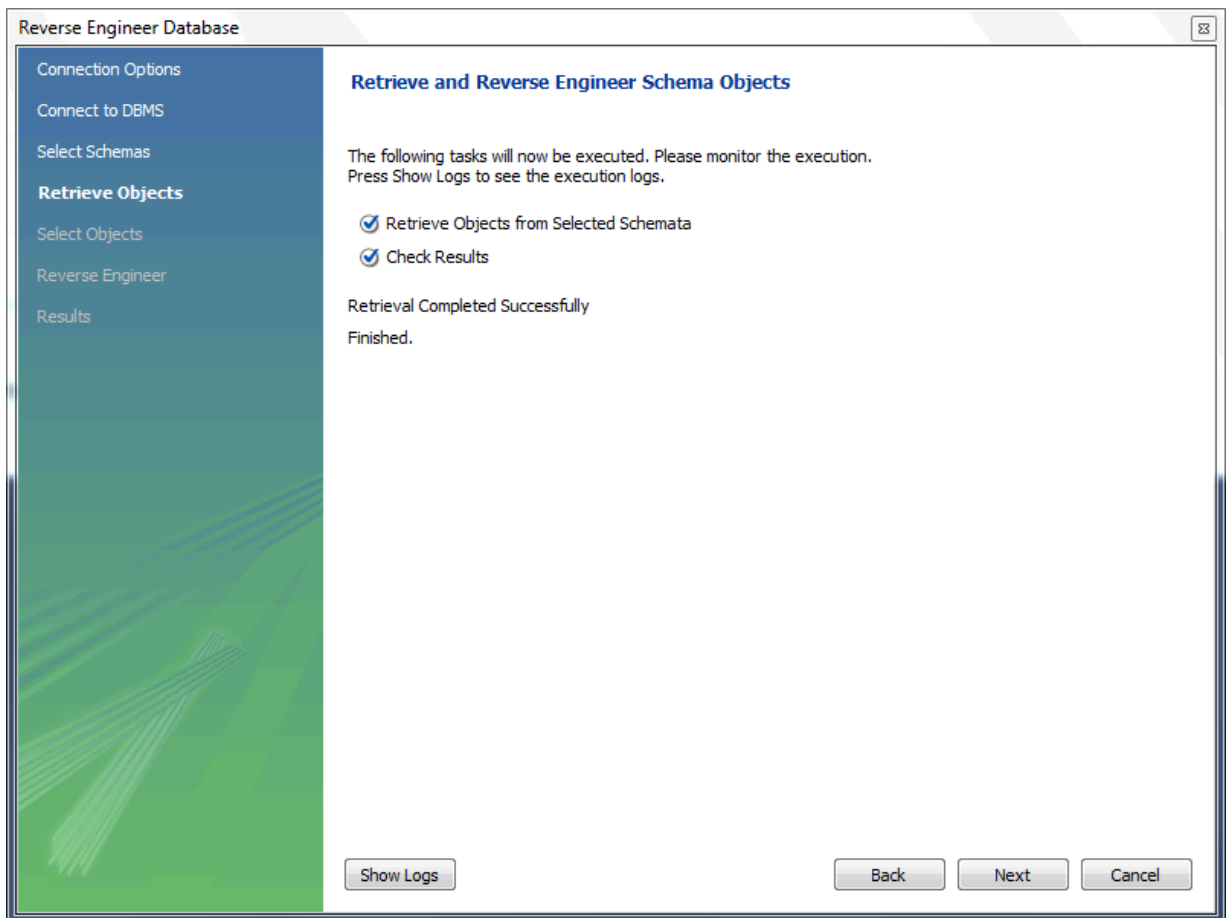 Reverse Engineer Database
Connection Options
Connect to DBMS
Select Schemas
Retrieve Objects
Select Objects
Reverse Engineer
Results
Retrieve and Reverse Engineer Schema Objects
The following tasks will now be executed. Please monitor the execution.
Press Show Logs to see the execution logs.
Retrieve Objects from Selected Schemata
Check Results
Retrieval Completed Successfully
Finished.
Show Logs
Back
Next
Cancel